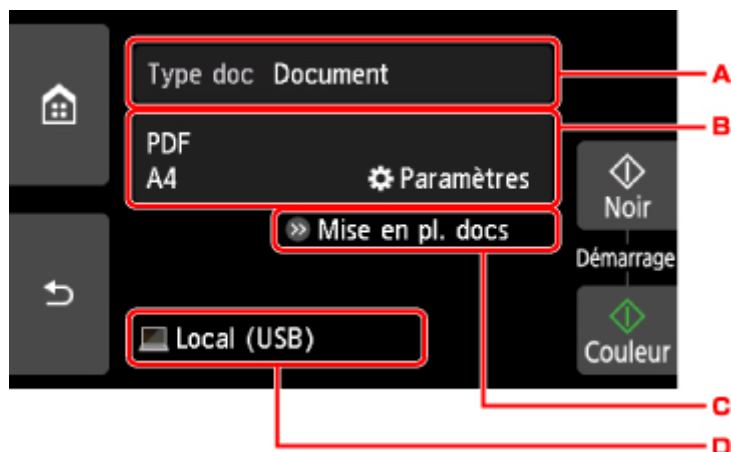 Type doc Document
A
B
PDF
A4 Paramètres
Noir
Mise en pl. docs
Démarrage
Local (USB)
Couleur
C
D